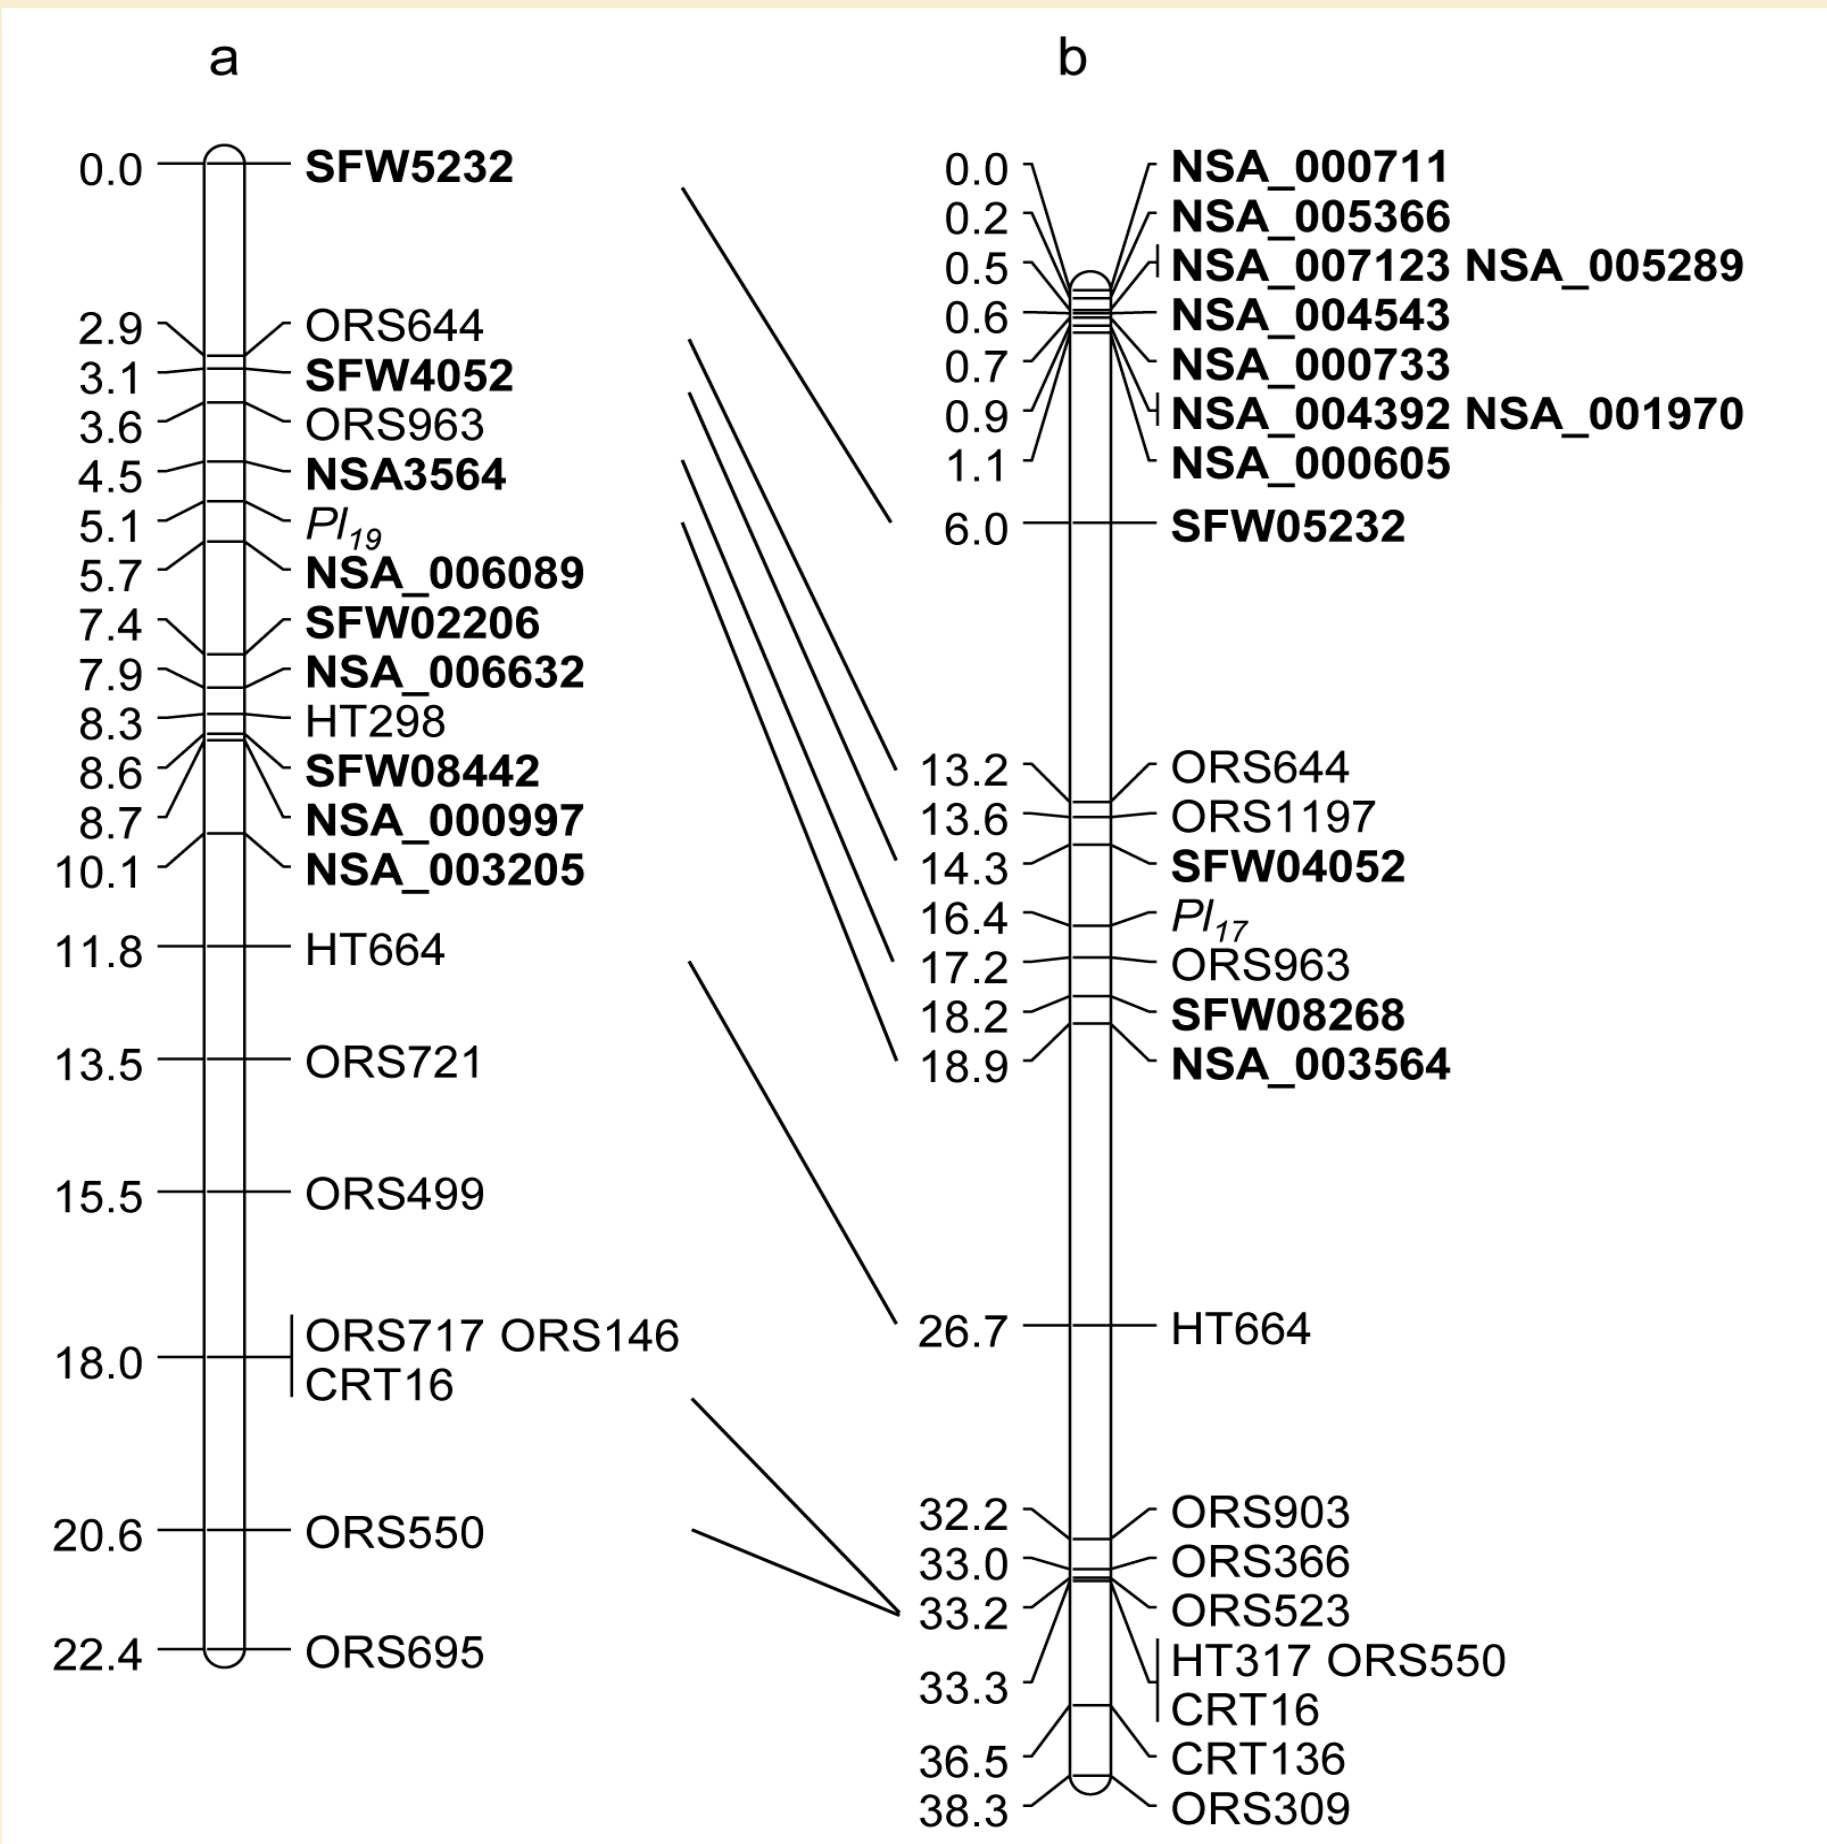 a
0.0 SFW5232
2.9 ORS644
3.1 SFW4052
3.6 ORS963
4.5 NSA3564
5.1 Pl19
5.7 NSA_006089
7.4 SFW02206
7.9 NSA_006632
8.3 HT298
8.6 SFW08442
8.7 NSA_000997
10.1 NSA_003205
11.8 HT664
13.5 ORS721
15.5 ORS499
18.0 ORS717 ORS146
CRT16
20.6 ORS550
22.4 ORS695
b
0.0 NSA_000711
0.2 NSA_005366
0.5 NSA_007123 NSA_005289
0.6 NSA_004543
0.7 NSA_000733
0.9 NSA_004392 NSA_001970
1.1 NSA_000605
6.0 SFW05232
13.2 ORS644
13.6 ORS1197
14.3 SFW04052
16.4 Pl17
17.2 ORS963
18.2 SFW08268
18.9 NSA_003564
26.7 HT664
32.2 ORS903
33.0 ORS366
33.2 ORS523
33.3 HT317 ORS550
CRT16
36.5 CRT136
38.3 ORS309